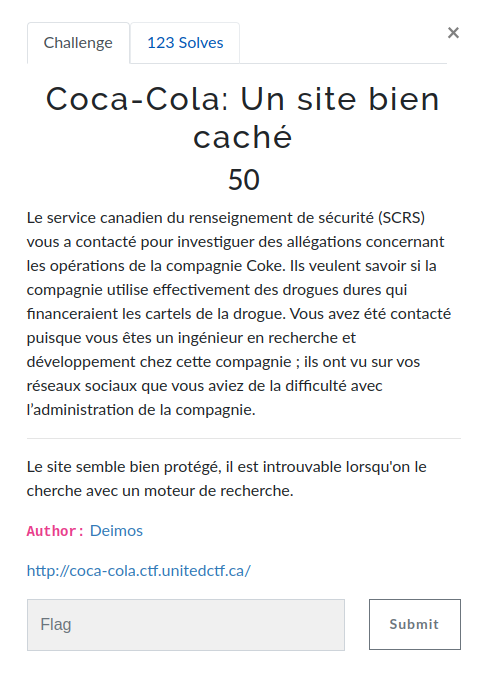 Challenge
123 Solves
×
Coca-Cola: Un site bien
caché
50
Le service canadien du renseignement de sécurité (SCRS)
vous a contacté pour investiguer des allégations concernant
les opérations de la compagnie Coke. Ils veulent savoir si la
compagnie utilise effectivement des drogues dures qui
financeraient les cartels de la drogue. Vous avez été contacté
puisque vous êtes un ingénieur en recherche et
développement chez cette compagnie ; ils ont vu sur vos
réseaux sociaux que vous aviez de la difficulté avec
l’administration de la compagnie.
Le site semble bien protégé, il est introuvable lorsqu'on le
cherche avec un moteur de recherche.
Author: Deimos
http://coca-cola.ctf.unitedctf.ca/
Flag
Submit